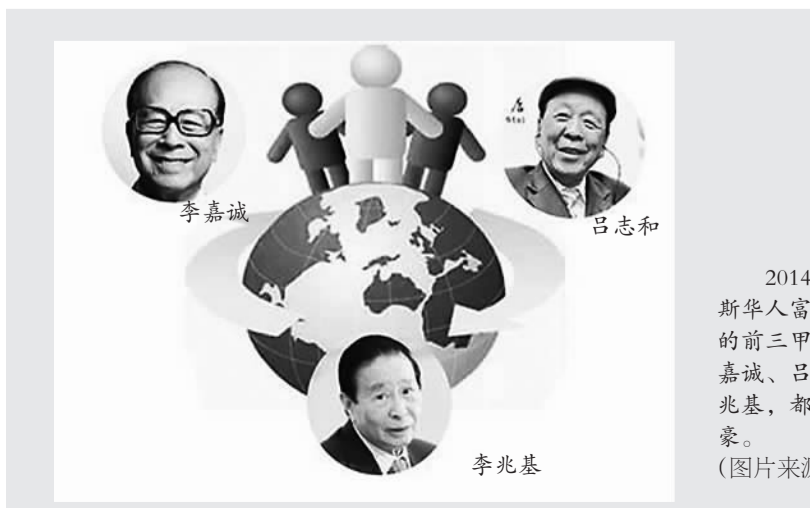 李嘉诚
吕志和
李兆基
2014
斯华人富
的前三甲
嘉诚、吕
兆基，都
豪。
(图片来源